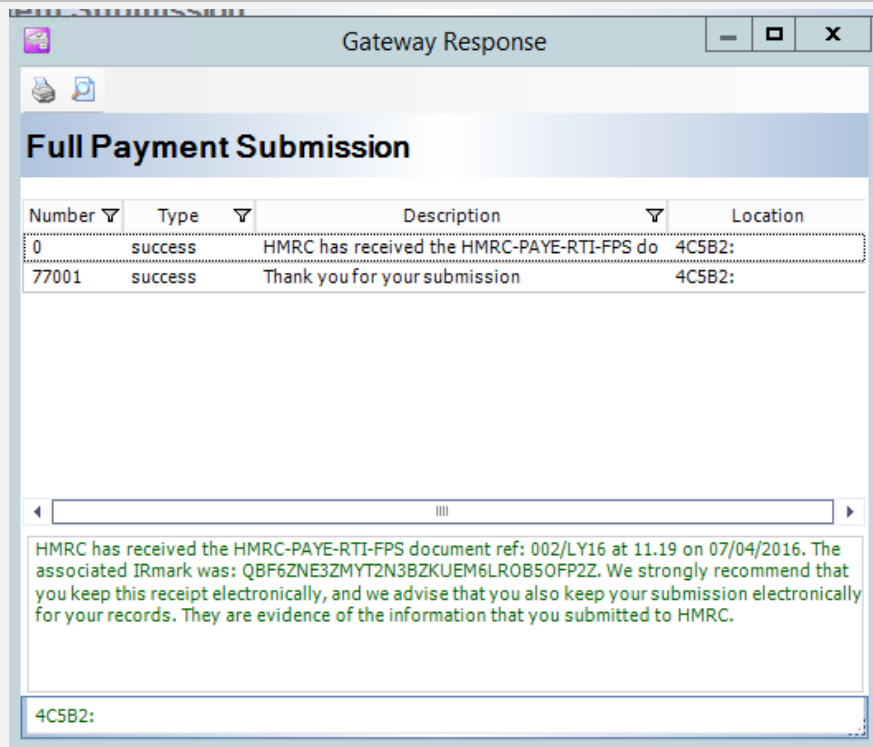 Gateway Response
Full Payment Submission
Number Type Description Location
0 success HMRC has received the HMRC-PAYE-RTI-FPS do 4C5B2:
77001 success Thank you for your submission 4C5B2:
HMRC has received the HMRC-PAYE-RTI-FPS document ref: 002/LY16 at 11.19 on 07/04/2016. The
associated IRmark was: QBF6ZNE3ZMYT2N3BZKUEM6LROB5OFP2Z. We strongly recommend that
you keep this receipt electronically, and we advise that you also keep your submission electronically
for your records. They are evidence of the information that you submitted to HMRC.
4C5B2: